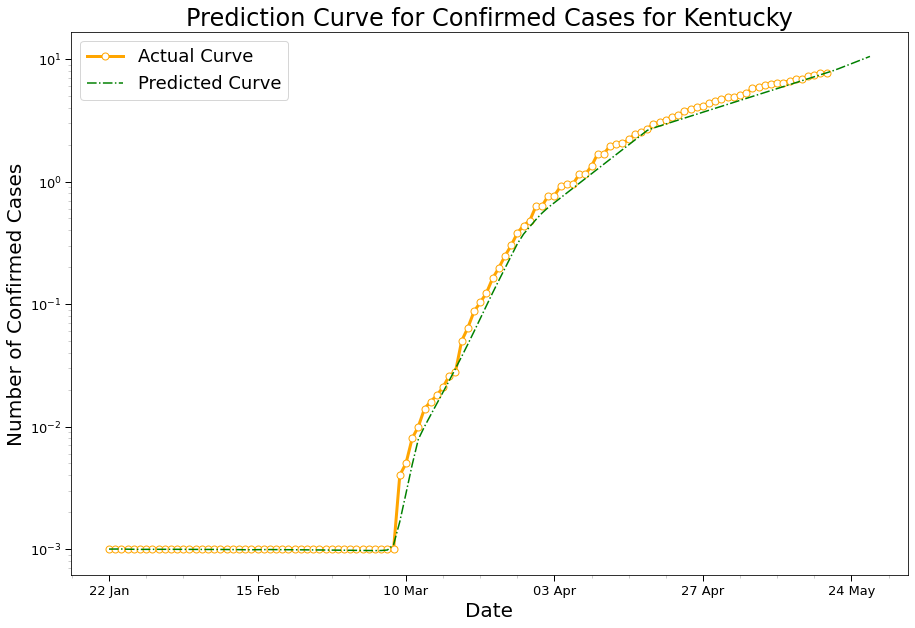 Prediction Curve for Confirmed Cases for Kentucky
Actual Curve
Predicted Curve
Number of Confirmed Cases
10¹
10⁰
10⁻¹
10⁻²
10⁻³
22 Jan
15 Feb
10 Mar
03 Apr
27 Apr
24 May
Date